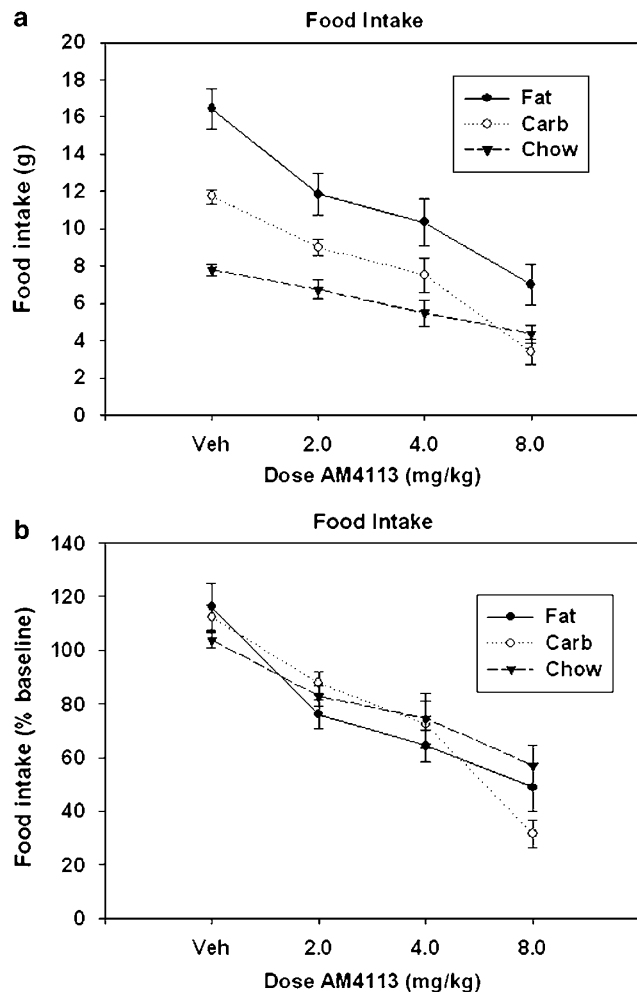 a
Food Intake
20
18
16
14
12
10
8
6
4
2
0
Food intake (g)
Fat
Carb
Chow
Veh 2.0 4.0 8.0
Dose AM4113 (mg/kg)
b
Food Intake
140
120
100
80
60
40
20
0
Food intake (% baseline)
Fat
Carb
Chow
Veh 2.0 4.0 8.0
Dose AM4113 (mg/kg)